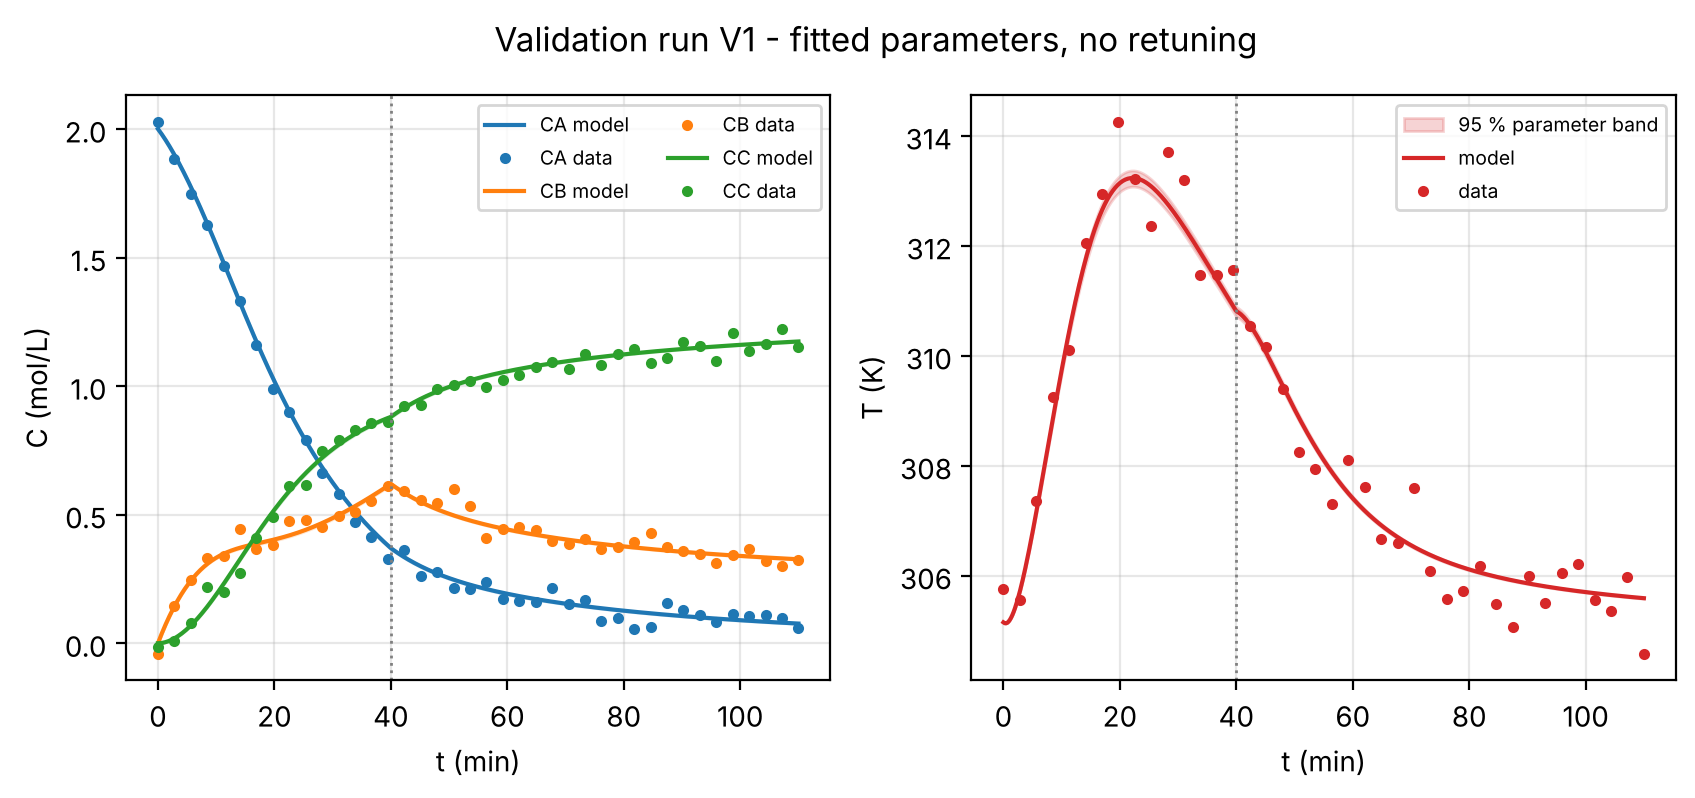 Validation run V1 - fitted parameters, no retuning
CA model
CA data
CB model
CB data
CC model
CC data
2.0
1.5
1.0
0.5
0.0
C (mol/L)
0 20 40 60 80 100
t (min)
95 % parameter band
model
data
314
312
310
308
306
T (K)
0 20 40 60 80 100
t (min)